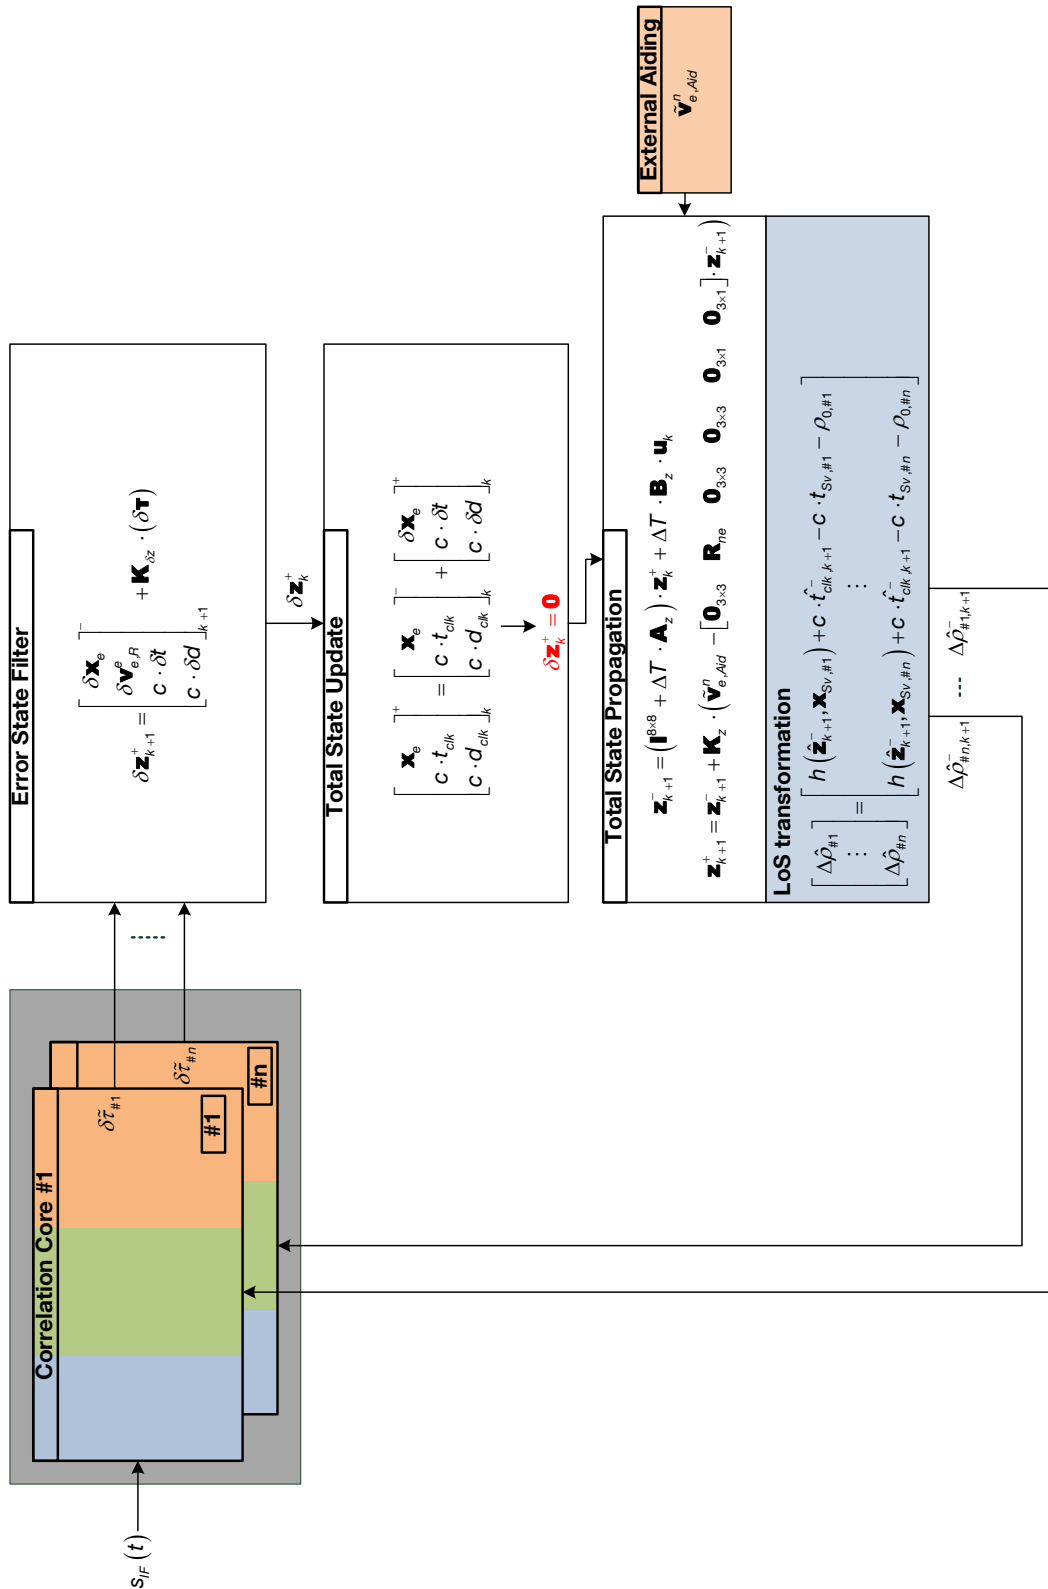 s_IF (t)
Correlation Core #1
δτ̃_#1
#1
δτ̃_#n
#n
Error State Filter
δz⁺_{k+1} = [δx_e; δv^e_{e,R}; c · δt; c · δd]⁻_{k+1} + K_{δz} · (δτ)
δz⁺_k
Total State Update
[x_e; c · t_clk; c · d_clk]⁺_k = [x_e; c · t_clk; c · d_clk]⁻_k + [δx_e; c · δt; c · δd]⁺_k
δz⁺_k = 0
Total State Propagation
z⁻_{k+1} = (I^{8×8} + ΔT · A_z) · z⁺_k + ΔT · B_z · u_k
z⁺_{k+1} = z⁻_{k+1} + K_z · (ṽ^n_{e,Aid} − [0_{3×3} R_{ne} 0_{3×3} 0_{3×3} 0_{3×1} 0_{3×1}] · z⁻_{k+1})
External Aiding
ṽ^n_{e,Aid}
LoS transformation
[Δρ̂_#1; ⋮; Δρ̂_#n] = [h(ẑ⁻_{k+1}, x_{Sv,#1}) + c · t̂⁻_{clk,k+1} − c · t_{Sv,#1} − ρ_{0,#1}; ⋮; h(ẑ⁻_{k+1}, x_{Sv,#n}) + c · t̂⁻_{clk,k+1} − c · t_{Sv,#n} − ρ_{0,#n}]
Δρ̂⁻_{#n,k+1} --- Δρ̂⁻_{#1,k+1}